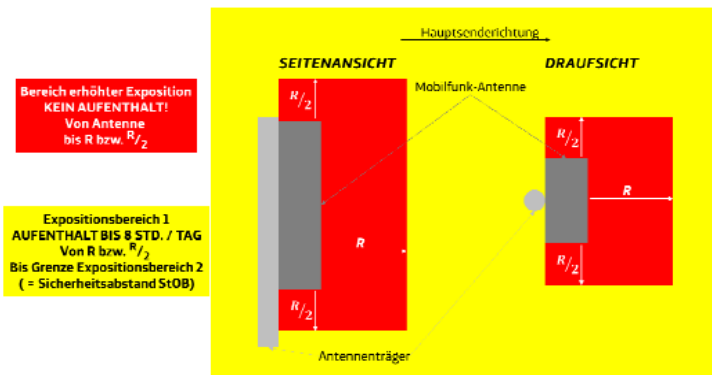 Hauptsenderichtung
SEITENANSICHT
DRAUFSICHT
Bereich erhöhter Exposition
KEIN AUFENTHALT!
Von Antenne
bis R bzw. R/2
Expositionsbereich 1
AUFENTHALT BIS 8 STD. / TAG
Von R bzw. R/2
Bis Grenze Expositionsbereich 2
( = Sicherheitsabstand StOB)
R/2
Mobilfunk-Antenne
R/2
R
R
R/2
R/2
Antennenträger